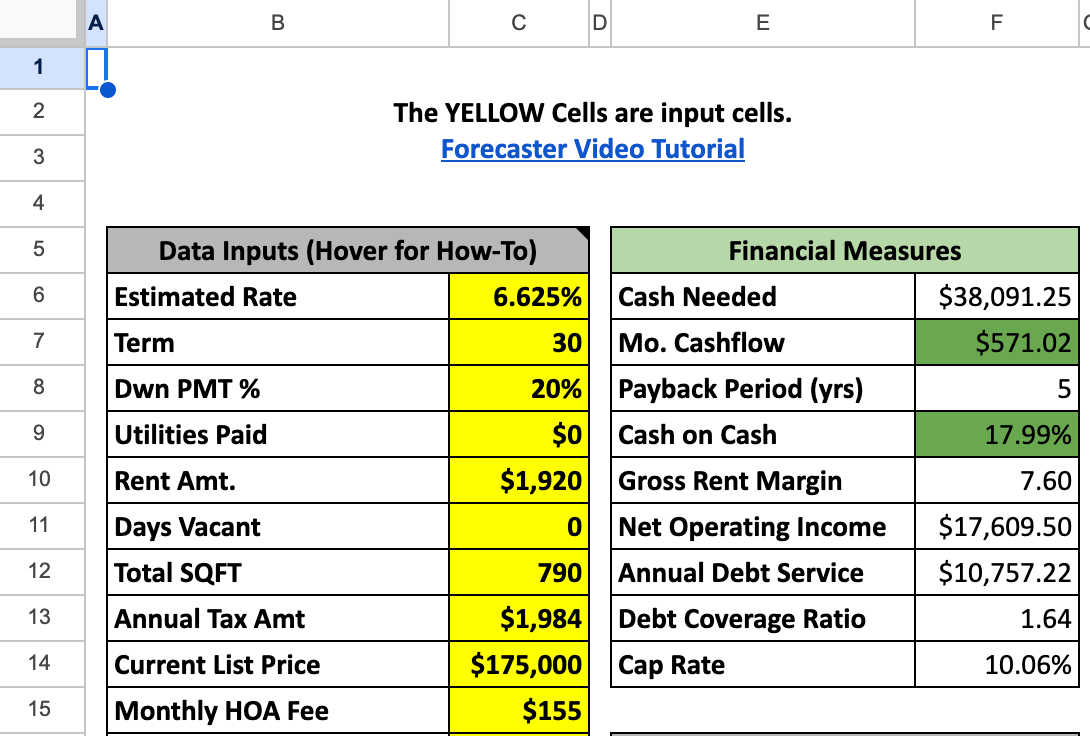 A B C D E F
1
2 The YELLOW Cells are input cells.
3 Forecaster Video Tutorial
4
5 Data Inputs (Hover for How-To) Financial Measures
6 Estimated Rate 6.625% Cash Needed $38,091.25
7 Term 30 Mo. Cashflow $571.02
8 Dwn PMT % 20% Payback Period (yrs) 5
9 Utilities Paid $0 Cash on Cash 17.99%
10 Rent Amt. $1,920 Gross Rent Margin 7.60
11 Days Vacant 0 Net Operating Income $17,609.50
12 Total SQFT 790 Annual Debt Service $10,757.22
13 Annual Tax Amt $1,984 Debt Coverage Ratio 1.64
14 Current List Price $175,000 Cap Rate 10.06%
15 Monthly HOA Fee $155